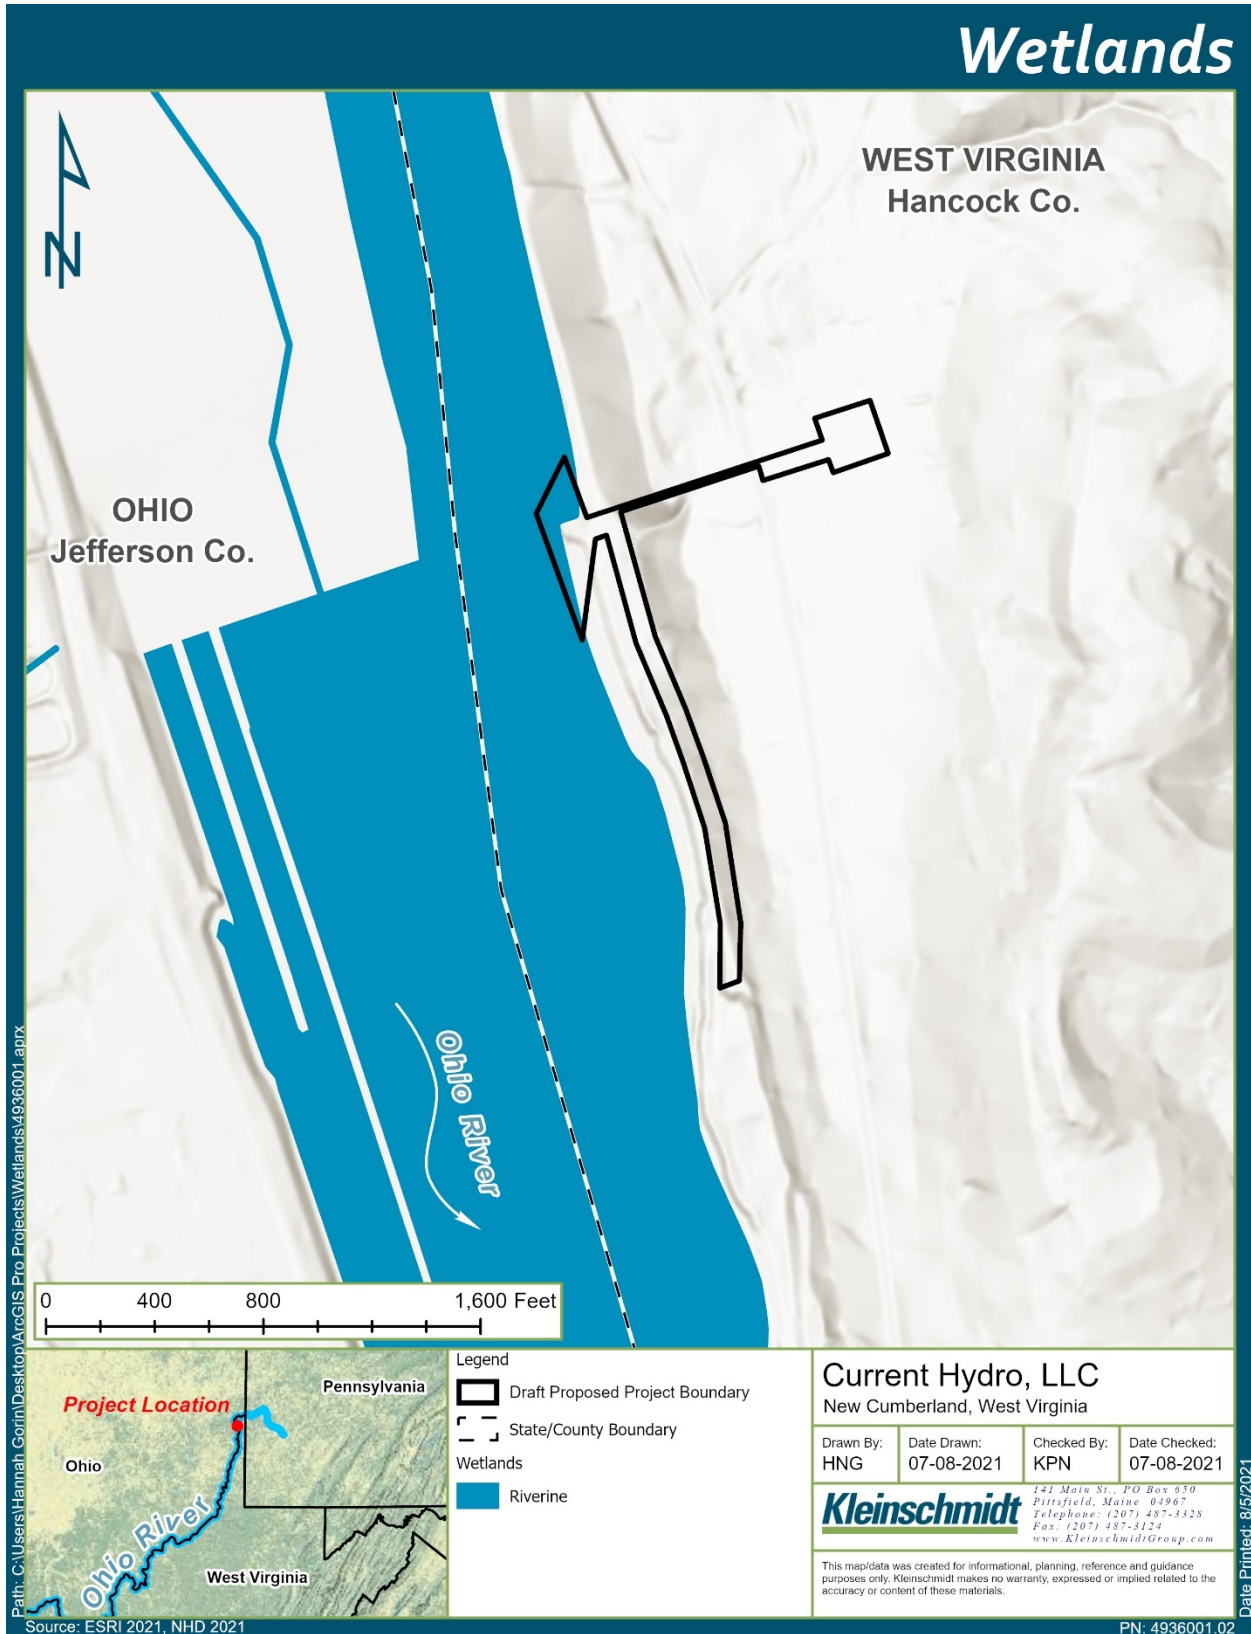 Wetlands
WEST VIRGINIA
Hancock Co.
N
OHIO
Jefferson Co.
Ohio River
0 400 800 1,600 Feet
Project Location
Pennsylvania
Ohio
Ohio River
West Virginia
Legend
Draft Proposed Project Boundary
State/County Boundary
Wetlands
Riverine
Current Hydro, LLC
New Cumberland, West Virginia
Drawn By:
HNG
Date Drawn:
07-08-2021
Checked By:
KPN
Date Checked:
07-08-2021
Kleinschmidt
141 Main St., PO Box 650
Pittsfield, Maine 04967
Telephone: (207) 487-3328
Fax: (207) 487-3124
www.KleinschmidtGroup.com
This map/data was created for informational, planning, reference and guidance
purposes only. Kleinschmidt makes no warranty, expressed or implied related to the
accuracy or content of these materials.
Path: C:\Users\Hannah Gorin\Desktop\ArcGIS Pro Projects\Wetlands\4936001.aprx
Date Printed: 8/5/2021
Source: ESRI 2021, NHD 2021
PN: 4936001.02